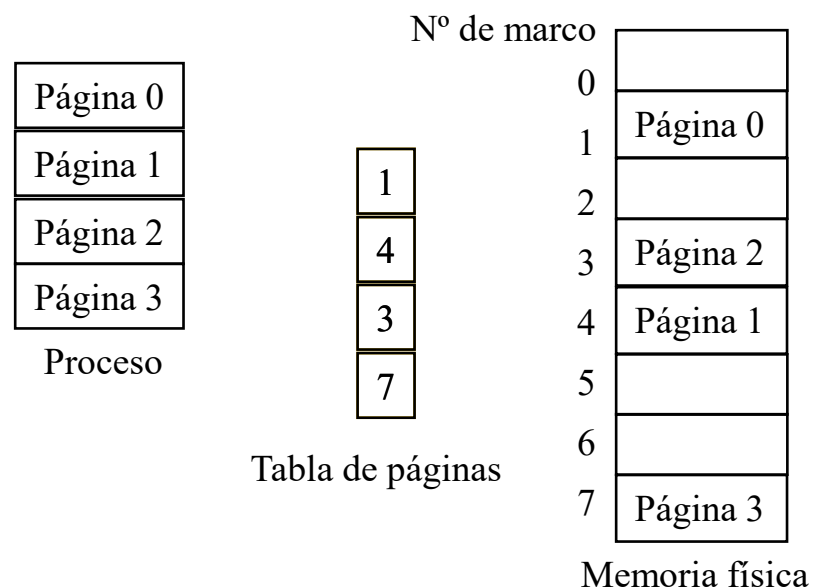 Nº de marco
Página 0
Página 1
Página 2
Página 3
Proceso
1
4
3
7
Tabla de páginas
0
1
Página 0
2
3
Página 2
4
Página 1
5
6
7
Página 3
Memoria física